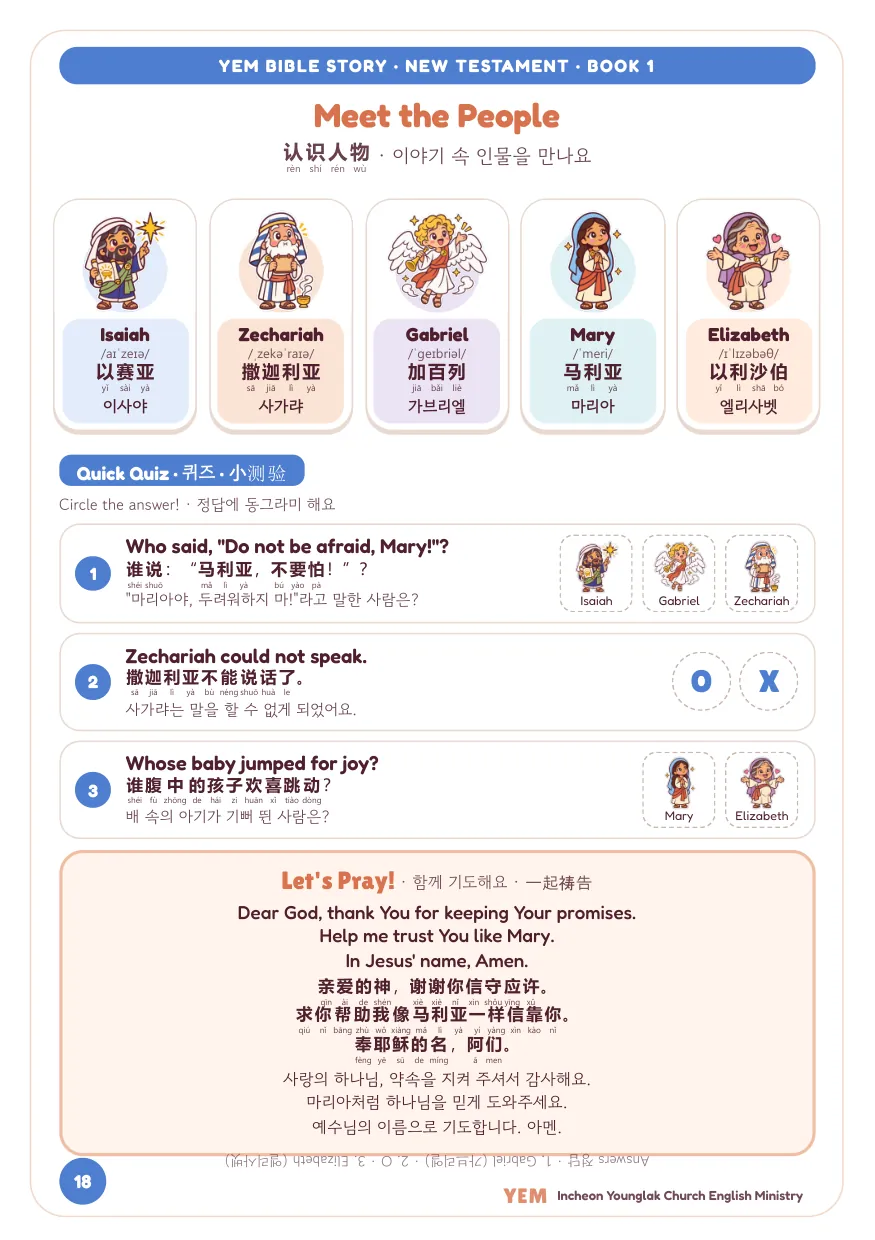 YEM BIBLE STORY · NEW TESTAMENT · BOOK 1
Meet the People
认识人物 · 이야기 속 인물을 만나요
rèn shi rén wù
Isaiah
/aɪˈzeɪə/
以赛亚
yǐ sài yà
이사야
Zechariah
/ˌzekəˈraɪə/
撒迦利亚
sā jiā lì yà
사가랴
Gabriel
/ˈɡeɪbriəl/
加百列
jiā bǎi liè
가브리엘
Mary
/ˈmeri/
马利亚
mǎ lì yà
마리아
Elizabeth
/ɪˈlɪzəbəθ/
以利沙伯
yǐ lì shā bó
엘리사벳
Quick Quiz · 퀴즈 · 小测验
Circle the answer! · 정답에 동그라미 해요
1
Who said, "Do not be afraid, Mary!"?
谁说：“马利亚，不要怕！”？
shéi shuō mǎ lì yà bú yào pà
"마리아야, 두려워하지 마!"라고 말한 사람은?
Isaiah
Gabriel
Zechariah
2
Zechariah could not speak.
撒迦利亚不能说话了。
sā jiā lì yà bù néng shuō huà le
사가랴는 말을 할 수 없게 되었어요.
O X
3
Whose baby jumped for joy?
谁腹中的孩子欢喜跳动？
shéi fù zhōng de hái zi huān xǐ tiào dòng
배 속의 아기가 기뻐 뛴 사람은?
Mary
Elizabeth
Let's Pray! · 함께 기도해요 · 一起祷告
Dear God, thank You for keeping Your promises.
Help me trust You like Mary.
In Jesus' name, Amen.
亲爱的神，谢谢你信守应许。
qīn ài de shén xiè xiè nǐ xìn shǒu yīng xǔ
求你帮助我像马利亚一样信靠你。
qiú nǐ bāng zhù wǒ xiàng mǎ lì yà yí yàng xìn kào nǐ
奉耶稣的名，阿们。
fèng yē sū de míng ā men
사랑의 하나님, 약속을 지켜 주셔서 감사해요.
마리아처럼 하나님을 믿게 도와주세요.
예수님의 이름으로 기도합니다. 아멘.
Answers 정답 · 1. Gabriel (가브리엘) · 2. O · 3. Elizabeth (엘리사벳)
18
YEM Incheon Younglak Church English Ministry